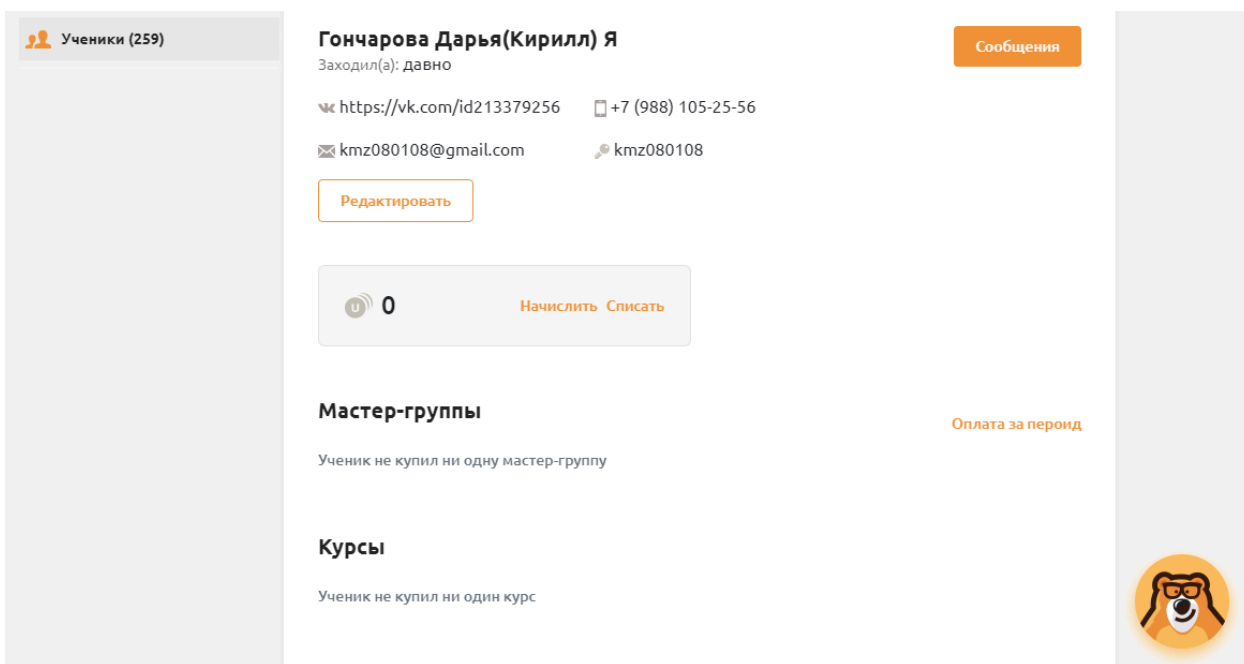 Ученики (259)
Гончарова Дарья(Кирилл) Я
Сообщения
Заходил(а): давно
https://vk.com/id213379256
+7 (988) 105-25-56
kmz080108@gmail.com
kmz080108
Редактировать
U 0
Начислить Списать
Мастер-группы
Оплата за пероид
Ученик не купил ни одну мастер-группу
Курсы
Ученик не купил ни один курс